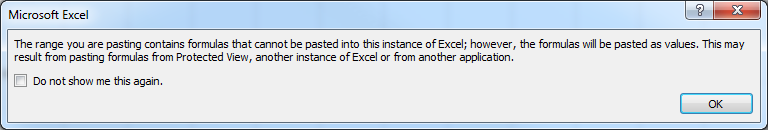 Microsoft Excel
The range you are pasting contains formulas that cannot be pasted into this instance of Excel; however, the formulas will be pasted as values. This may
result from pasting formulas from Protected View, another instance of Excel or from another application.
Do not show me this again.
OK